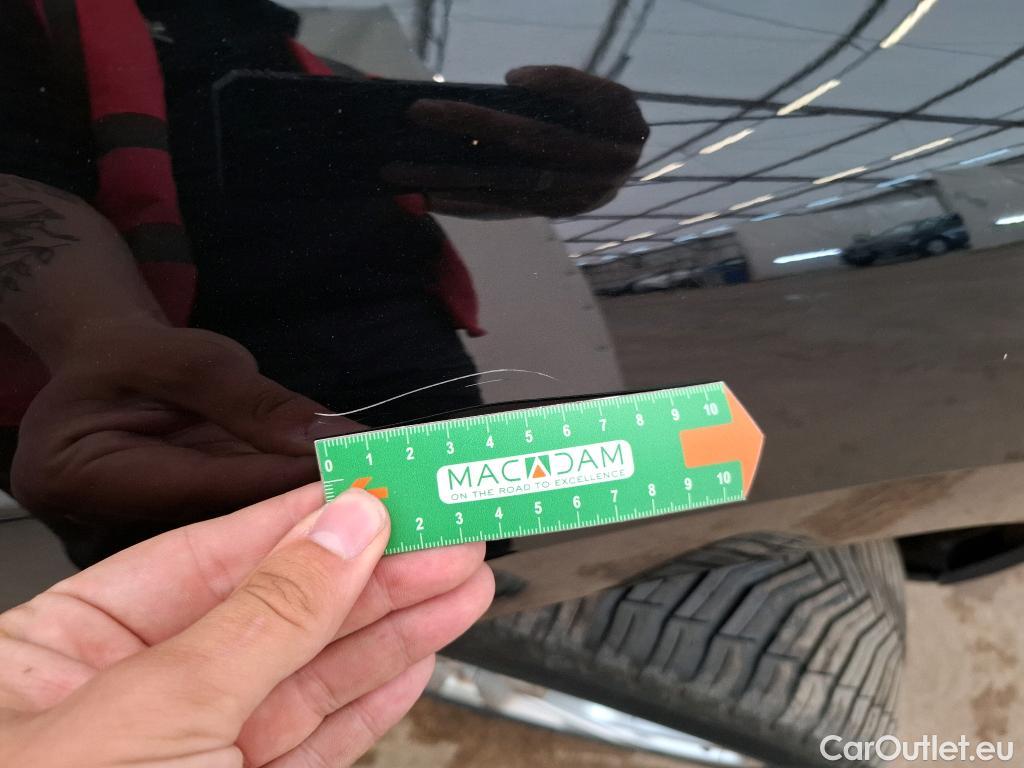 0 1 2 3 4 5 6 7 8 9 10
MACADAM
ON THE ROAD TO EXCELLENCE
2 3 4 5 6 7 8 9 10
CarOutlet.eu